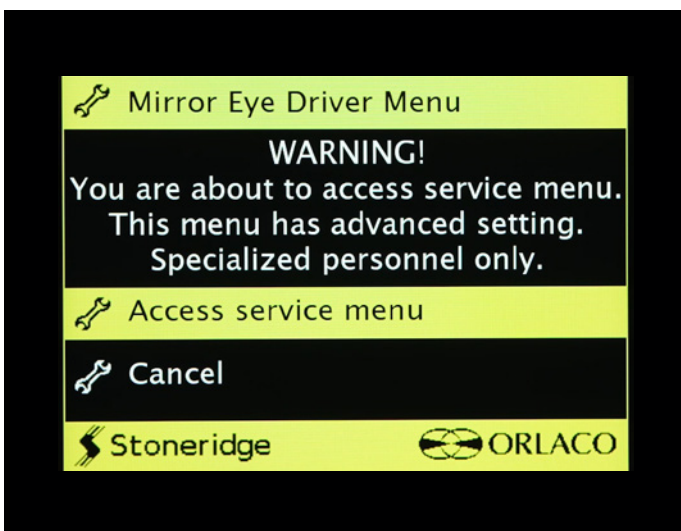 Mirror Eye Driver Menu
WARNING!
You are about to access service menu.
This menu has advanced setting.
Specialized personnel only.
Access service menu
Cancel
Stoneridge ORLACO